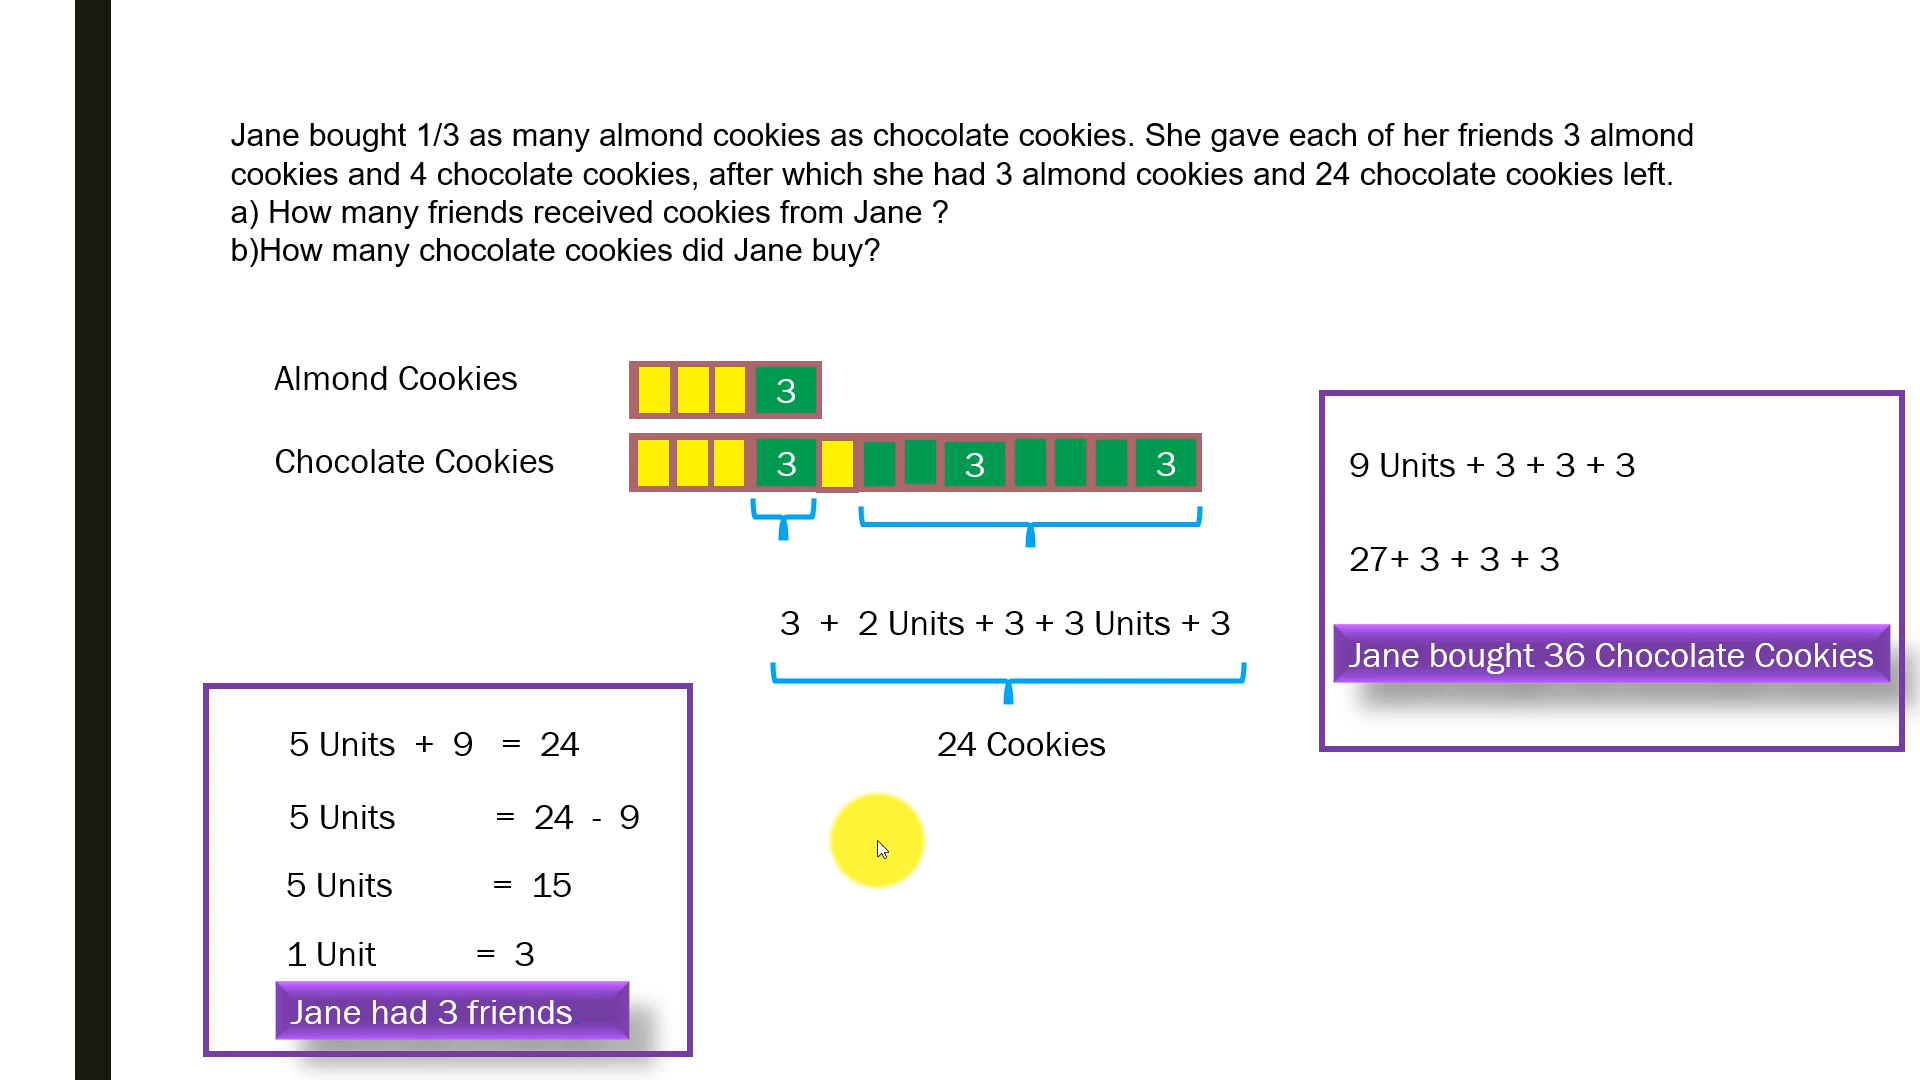 Jane bought 1/3 as many almond cookies as chocolate cookies. She gave each of her friends 3 almond
cookies and 4 chocolate cookies, after which she had 3 almond cookies and 24 chocolate cookies left.
a) How many friends received cookies from Jane ?
b)How many chocolate cookies did Jane buy?
Almond Cookies
3
Chocolate Cookies
3 3 3
3 + 2 Units + 3 + 3 Units + 3
24 Cookies
5 Units + 9 = 24
5 Units = 24 - 9
5 Units = 15
1 Unit = 3
Jane had 3 friends.
9 Units + 3 + 3 + 3
27+ 3 + 3 + 3
Jane bought 36 Chocolate Cookies